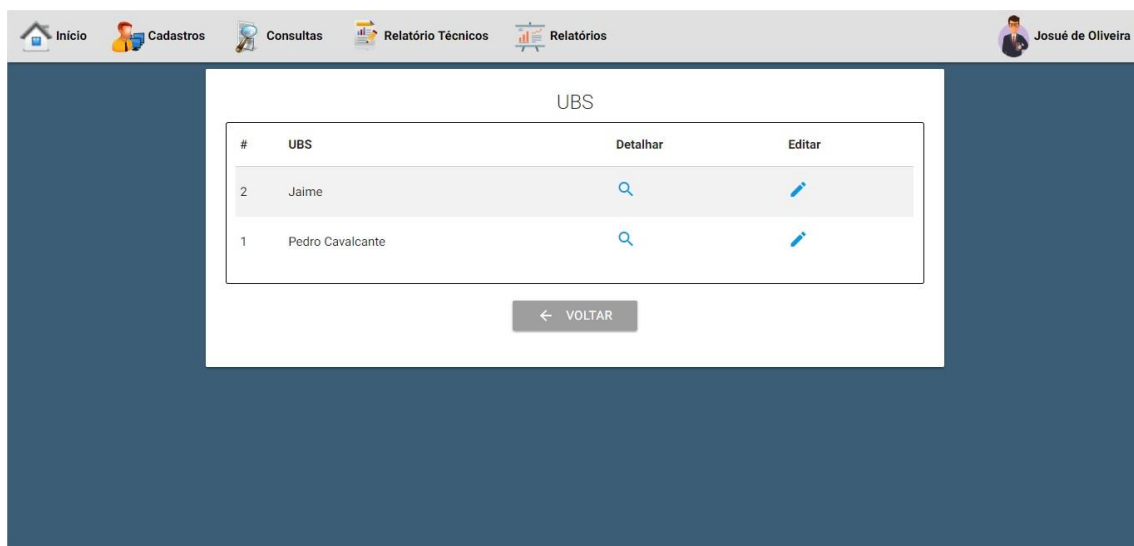 Início Cadastros Consultas Relatório Técnicos Relatórios Josué de Oliveira
UBS
# UBS Detalhar Editar
2 Jaime
1 Pedro Cavalcante
VOLTAR